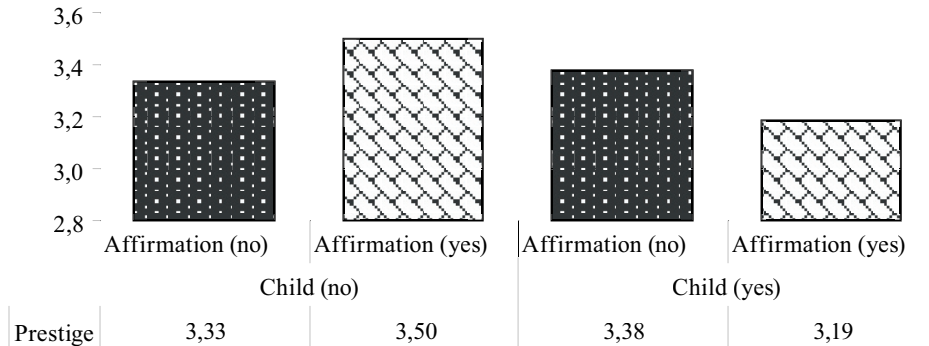 3,6
3,4
3,2
3,0
2,8
Affirmation (no) Affirmation (yes) Affirmation (no) Affirmation (yes)
Child (no) Child (yes)
Prestige 3,33 3,50 3,38 3,19